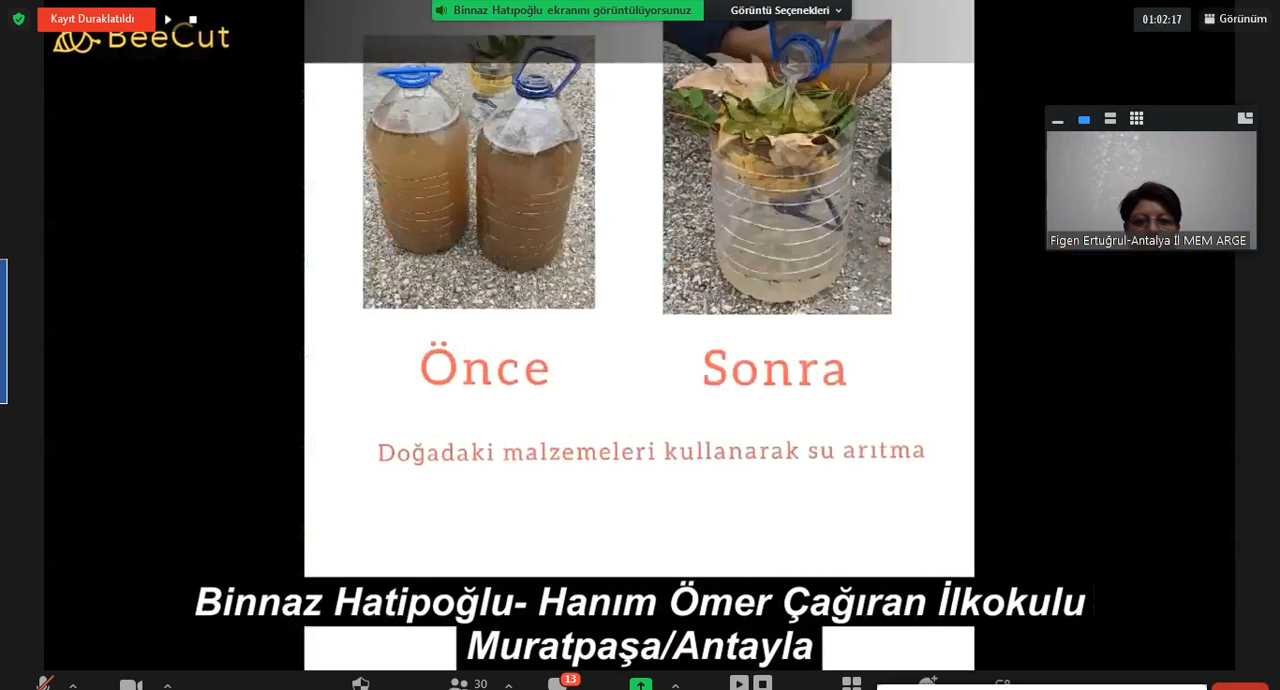 Kayıt Duraklatıldı
Binnaz Hatıpoğlu ekranını görüntülüyorsunuz
Görüntü Seçenekleri
01:02:17
Görünüm
BeeCut
Figen Ertuğrul-Antalya İl MEM ARGE
Önce
Sonra
Doğadaki malzemeleri kullanarak su arıtma
Binnaz Hatipoğlu- Hanım Ömer Çağıran İlkokulu
Muratpaşa/Antayla
30
13